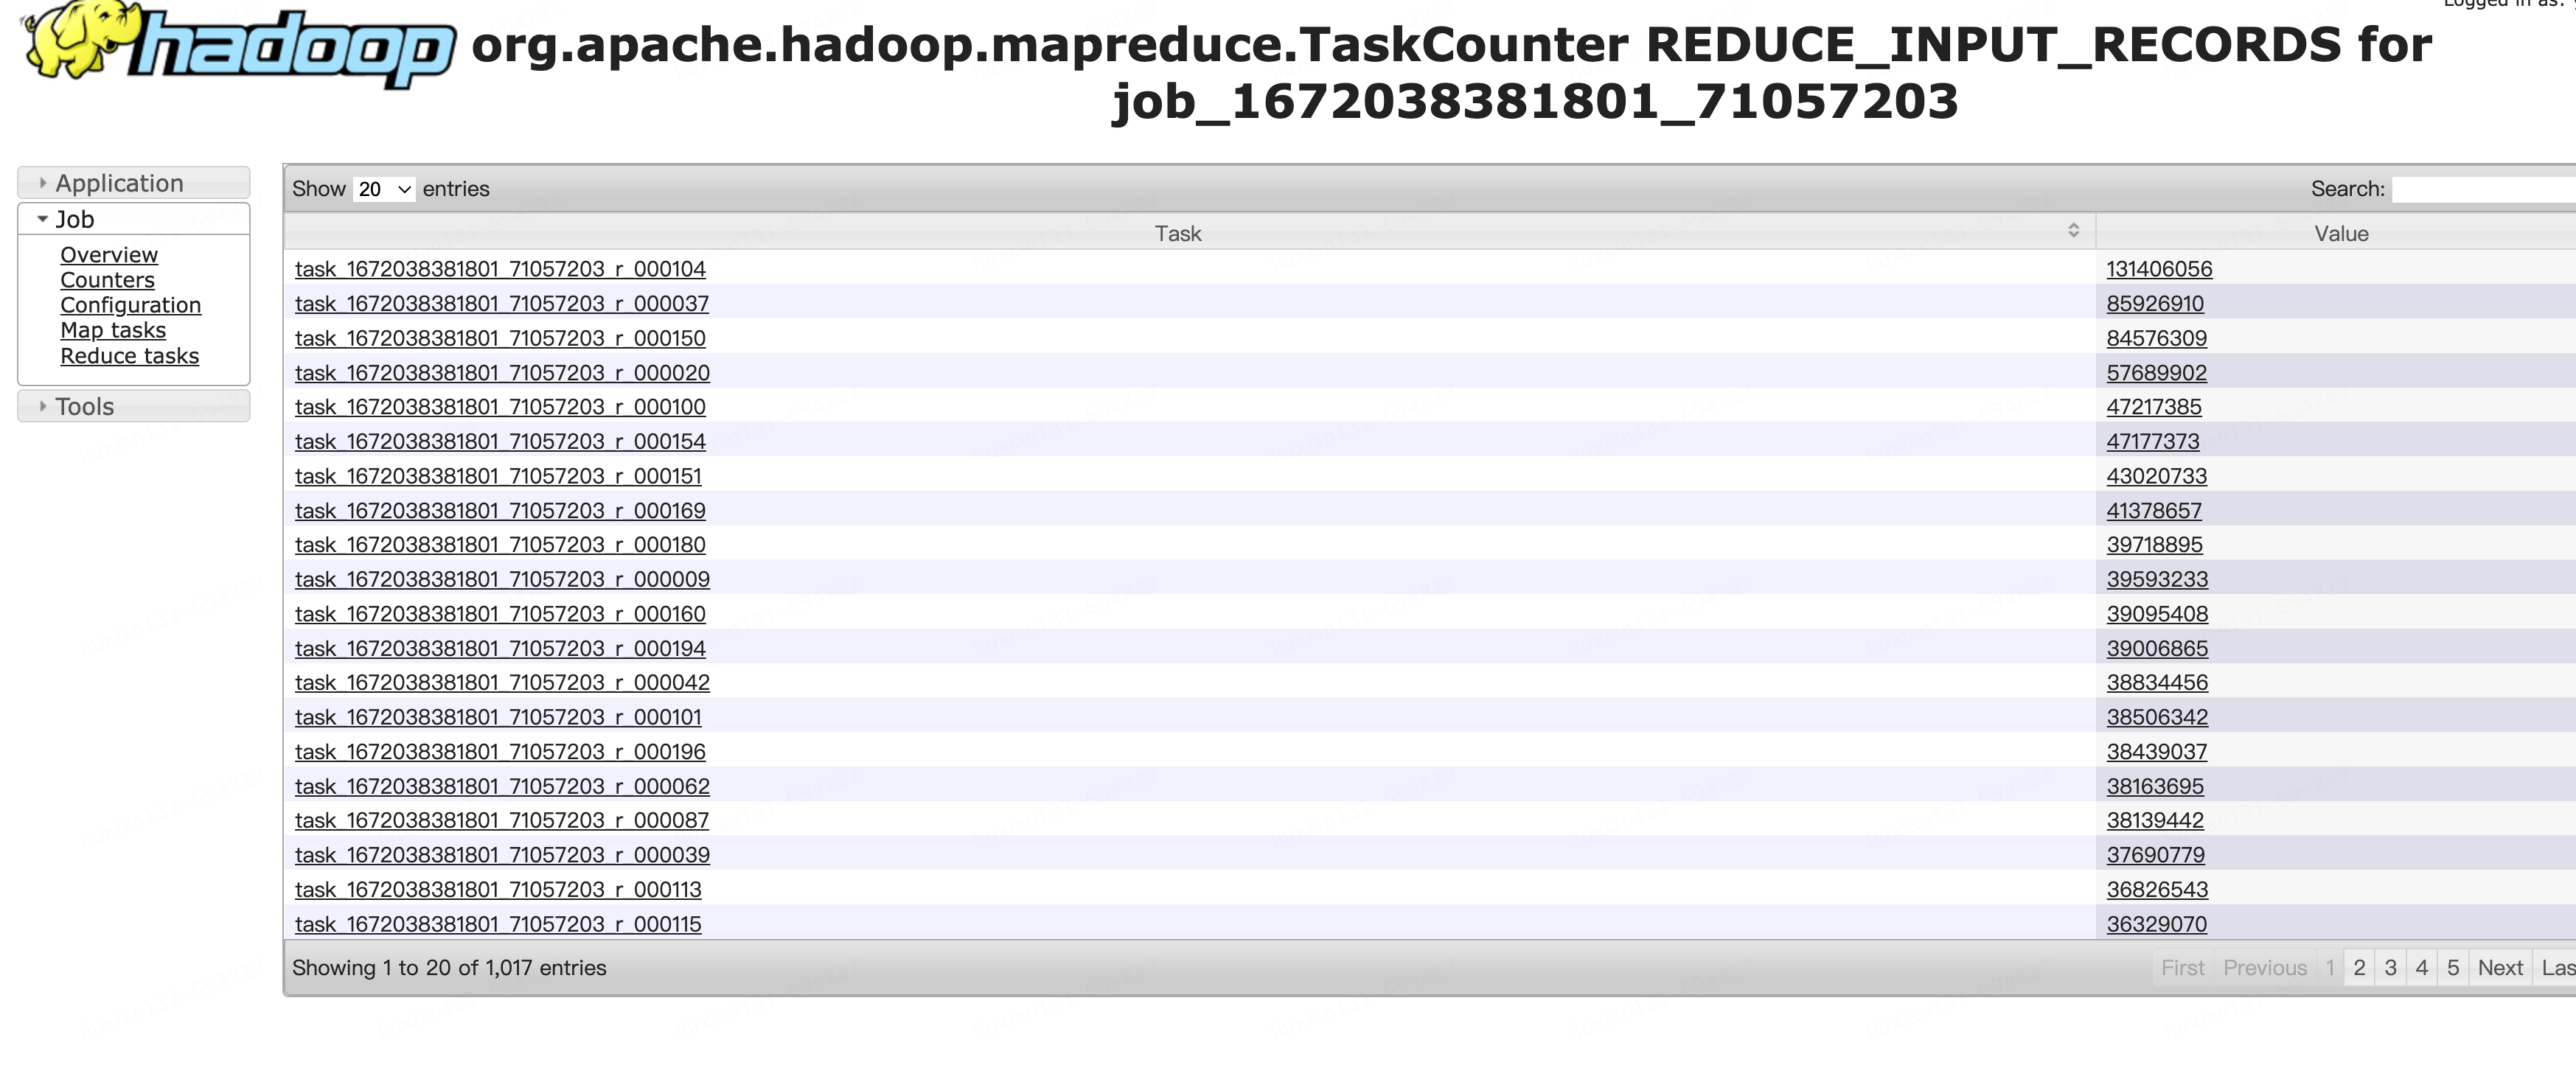 Logged in as:
hadoop
org.apache.hadoop.mapreduce.TaskCounter REDUCE_INPUT_RECORDS for
job_1672038381801_71057203
Application
Job
Overview
Counters
Configuration
Map tasks
Reduce tasks
Tools
Show 20 entries Search:
Task Value
task_1672038381801_71057203_r_000104 131406056
task_1672038381801_71057203_r_000037 85926910
task_1672038381801_71057203_r_000150 84576309
task_1672038381801_71057203_r_000020 57689902
task_1672038381801_71057203_r_000100 47217385
task_1672038381801_71057203_r_000154 47177373
task_1672038381801_71057203_r_000151 43020733
task_1672038381801_71057203_r_000169 41378657
task_1672038381801_71057203_r_000180 39718895
task_1672038381801_71057203_r_000009 39593233
task_1672038381801_71057203_r_000160 39095408
task_1672038381801_71057203_r_000194 39006865
task_1672038381801_71057203_r_000042 38834456
task_1672038381801_71057203_r_000101 38506342
task_1672038381801_71057203_r_000196 38439037
task_1672038381801_71057203_r_000062 38163695
task_1672038381801_71057203_r_000087 38139442
task_1672038381801_71057203_r_000039 37690779
task_1672038381801_71057203_r_000113 36826543
task_1672038381801_71057203_r_000115 36329070
Showing 1 to 20 of 1,017 entries First Previous 1 2 3 4 5 Next Las